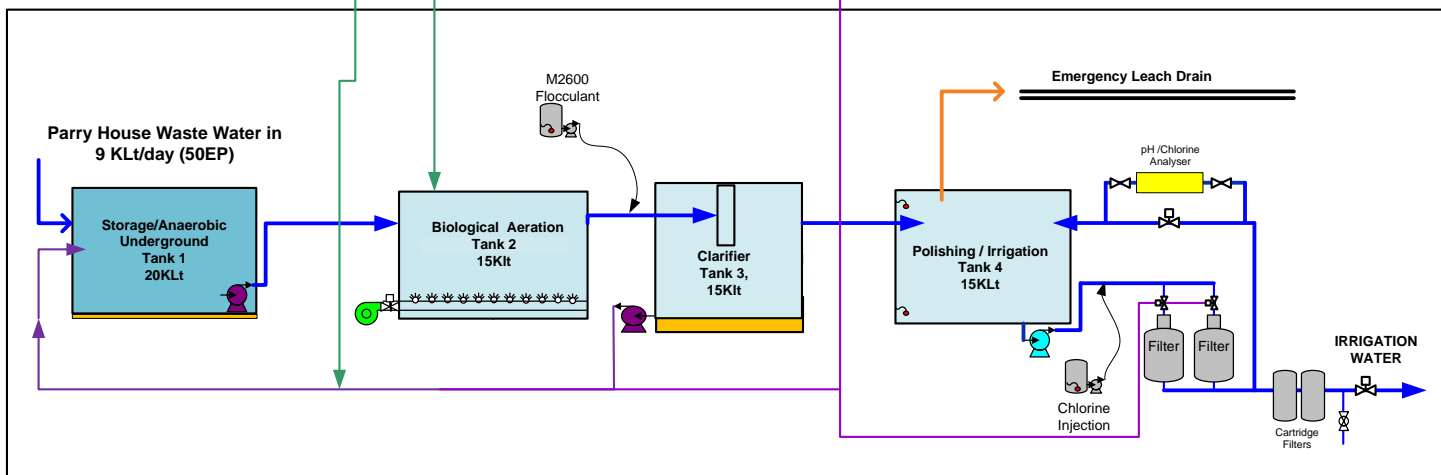 Parry House Waste Water in
9 KLt/day (50EP)
Storage/Anaerobic
Underground
Tank 1
20KLt
Biological Aeration
Tank 2
15Klt
M2600
Flocculant
Clarifier
Tank 3,
15Klt
Emergency Leach Drain
Polishing / Irrigation
Tank 4
15KLt
pH /Chlorine
Analyser
Chlorine
Injection
Filter
Filter
Cartridge
Filters
IRRIGATION
WATER